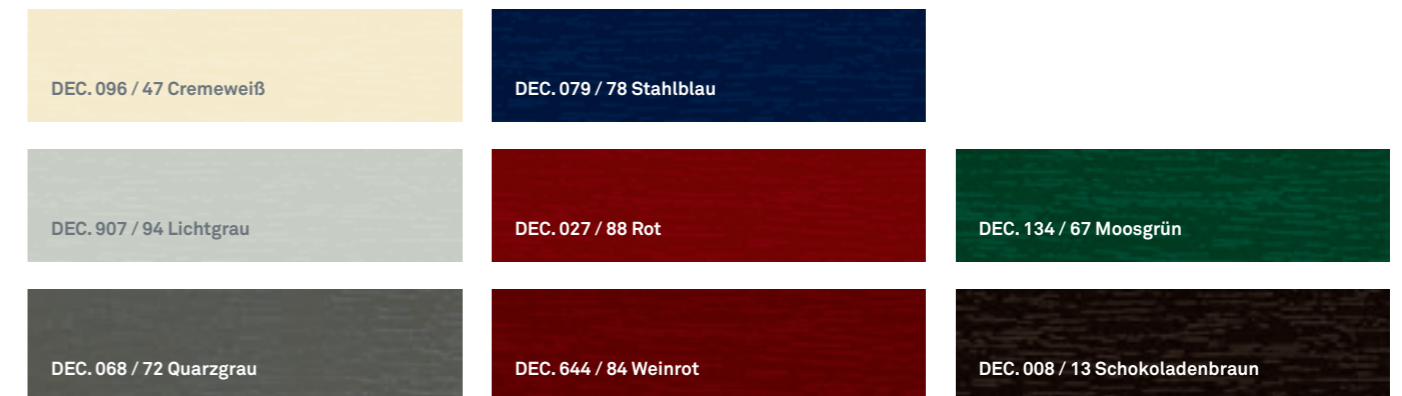 DEC. 096 / 47 Cremeweiß
DEC. 079 / 78 Stahlblau
DEC. 907 / 94 Lichtgrau
DEC. 027 / 88 Rot
DEC. 134 / 67 Moosgrün
DEC. 068 / 72 Quarzgrau
DEC. 644 / 84 Weinrot
DEC. 008 / 13 Schokoladenbraun